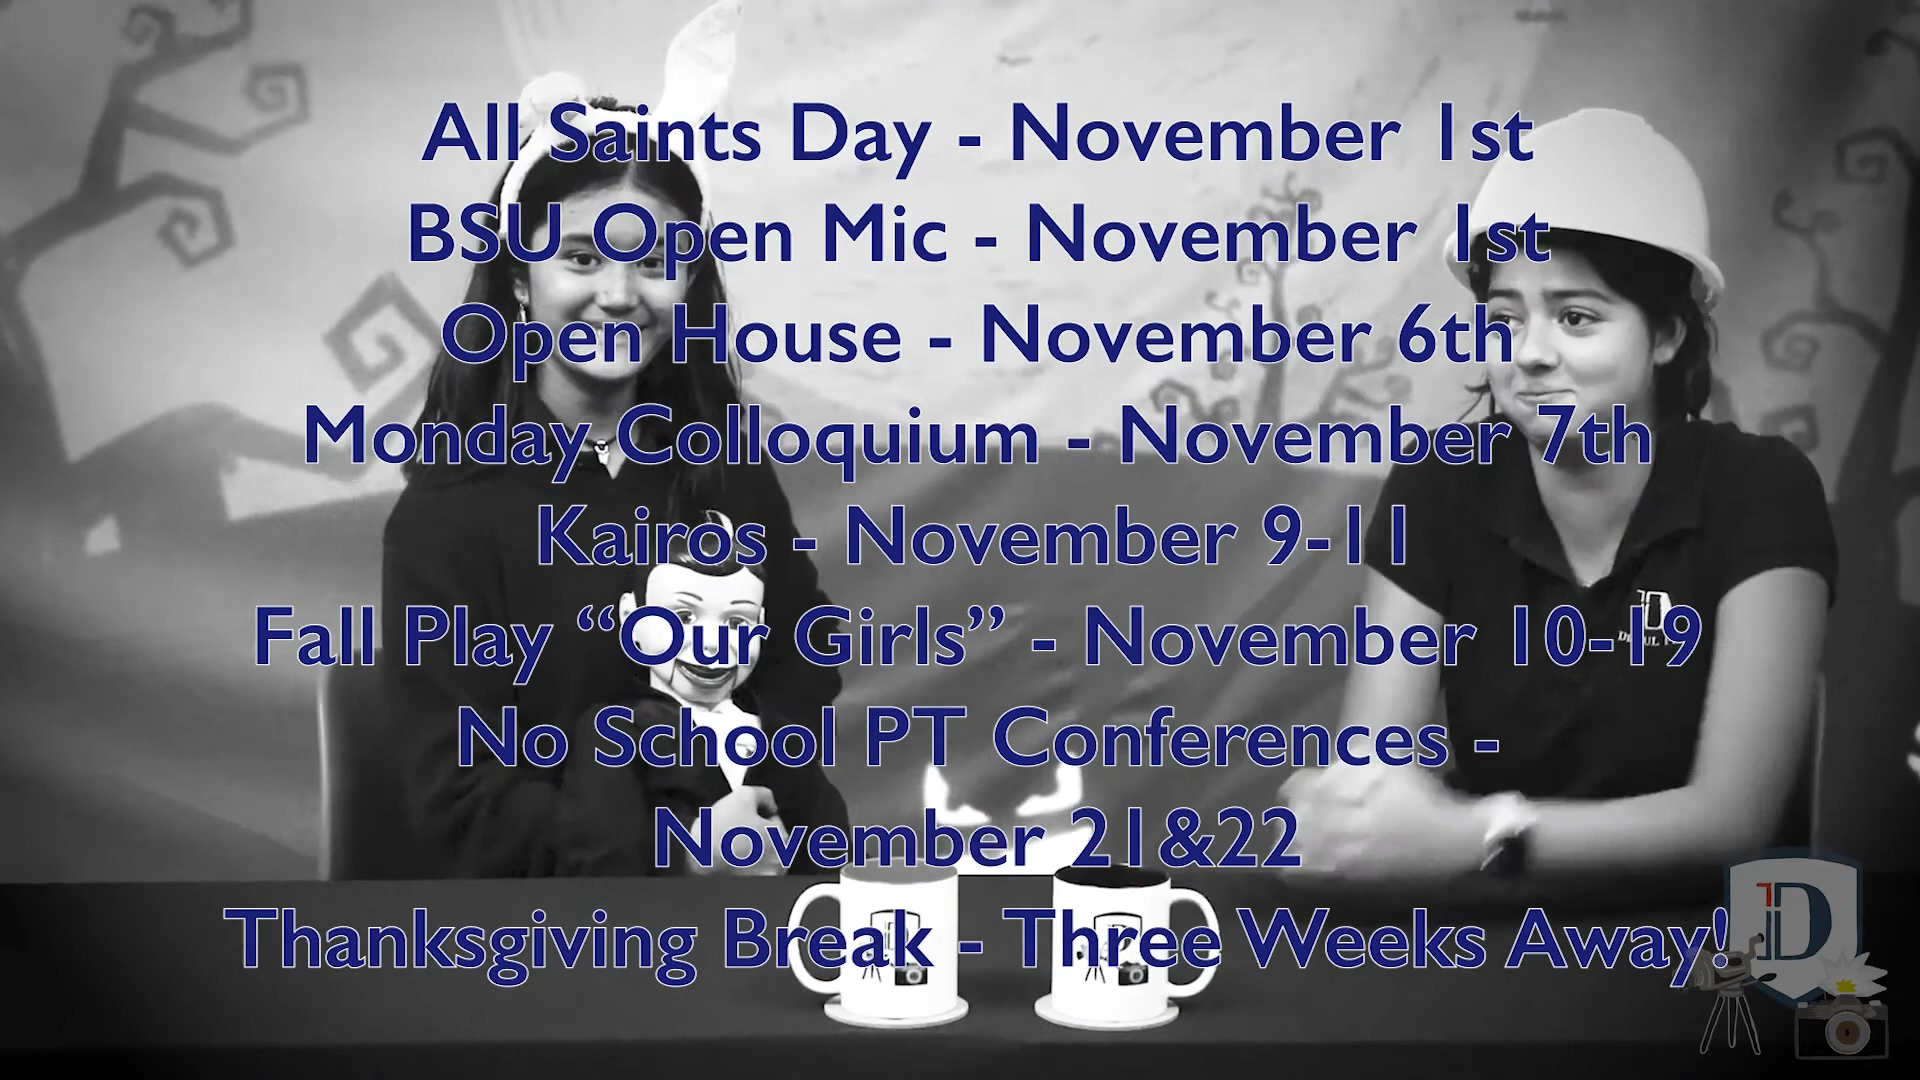 All Saints Day - November 1st
BSU Open Mic - November 1st
Open House - November 6th
Monday Colloquium - November 7th
Kairos - November 9-11
Fall Play “Our Girls” - November 10-19
No School PT Conferences -
November 21&22
Thanksgiving Break - Three Weeks Away!
D